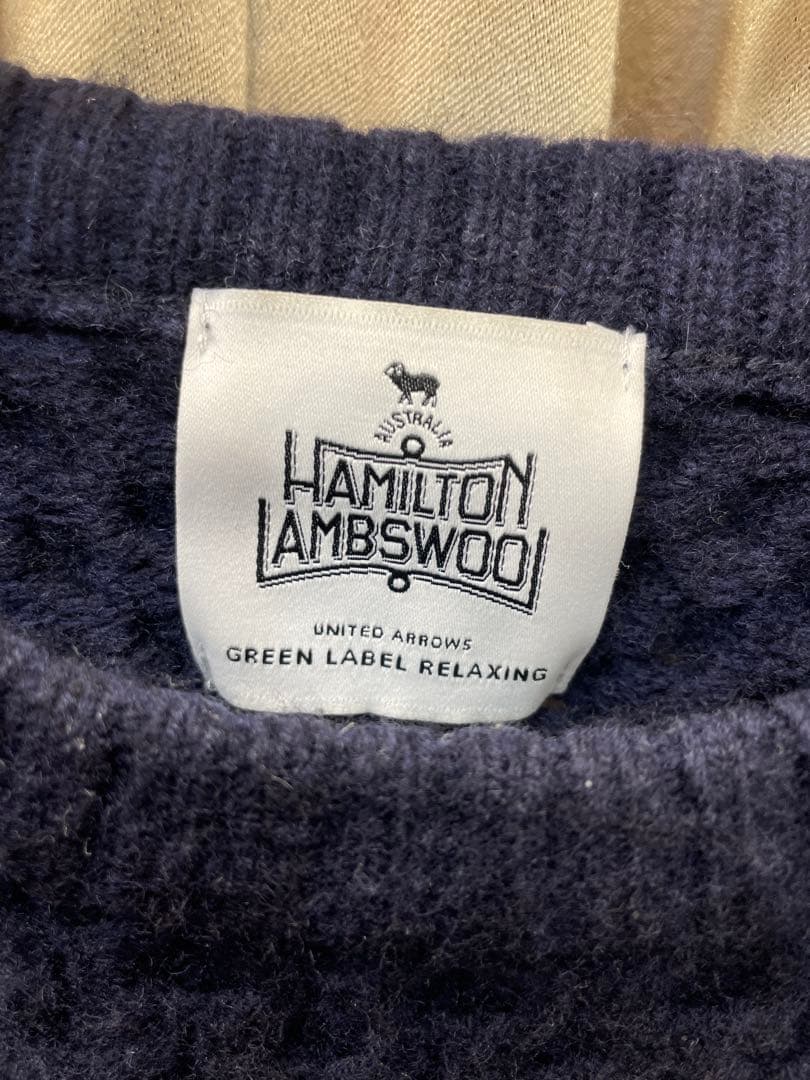 AUSTRALIA
HAMILTON
LAMBSWOOL
UNITED ARROWS
GREEN LABEL RELAXING